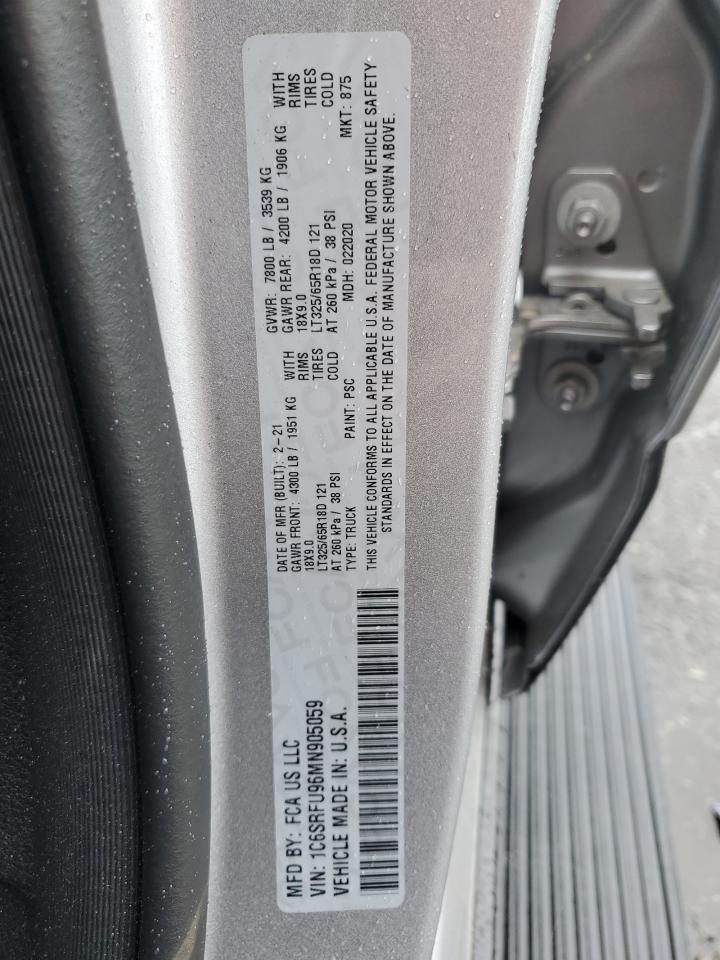 MFD BY: FCA US LLC
VIN: 1C6SRFU96MN905059
VEHICLE MADE IN: U.S.A.
DATE OF MFR (BUILT): 2-21
GAWR FRONT: 4300 LB / 1951 KG WITH
18X9.0 RIMS
LT325/65R18D 121 TIRES
AT 260 kPa / 38 PSI COLD
TYPE: TRUCK PAINT: PSC
GVWR: 7800 LB / 3539 KG
GAWR REAR: 4200 LB / 1906 KG WITH
18X9.0 RIMS
LT325/65R18D 121 TIRES
AT 260 kPa / 38 PSI COLD
MDH: 022020 MKT: 875
THIS VEHICLE CONFORMS TO ALL APPLICABLE U.S.A. FEDERAL MOTOR VEHICLE SAFETY
STANDARDS IN EFFECT ON THE DATE OF MANUFACTURE SHOWN ABOVE.